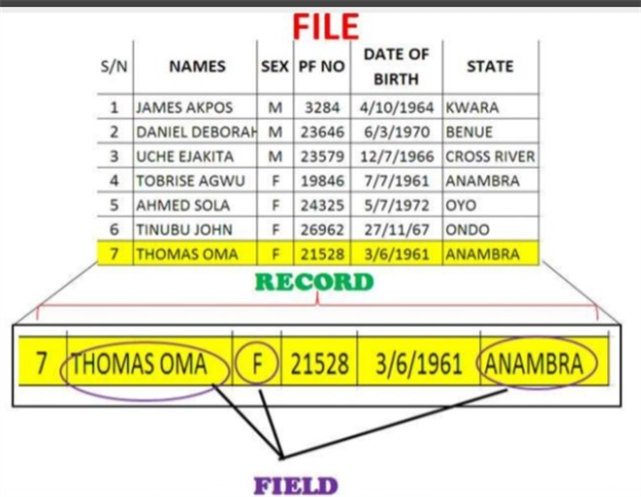 FILE
S/N NAMES SEX PF NO DATE OF BIRTH STATE
1 JAMES AKPOS M 3284 4/10/1964 KWARA
2 DANIEL DEBORAH M 23646 6/3/1970 BENUE
3 UCHE EJAKITA M 23579 12/7/1966 CROSS RIVER
4 TOBRISE AGWU F 19846 7/7/1961 ANAMBRA
5 AHMED SOLA F 24325 5/7/1972 OYO
6 TINUBU JOHN F 26962 27/11/67 ONDO
7 THOMAS OMA F 21528 3/6/1961 ANAMBRA
RECORD
7 THOMAS OMA F 21528 3/6/1961 ANAMBRA
FIELD